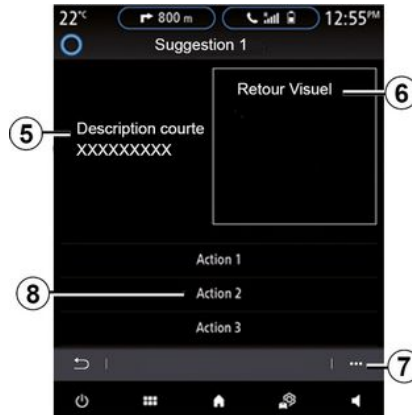 22°C 800 m 12:55PM
Suggestion 1
Retour Visuel
6
5
Description courte
XXXXXXXXX
Action 1
8
Action 2
Action 3
7